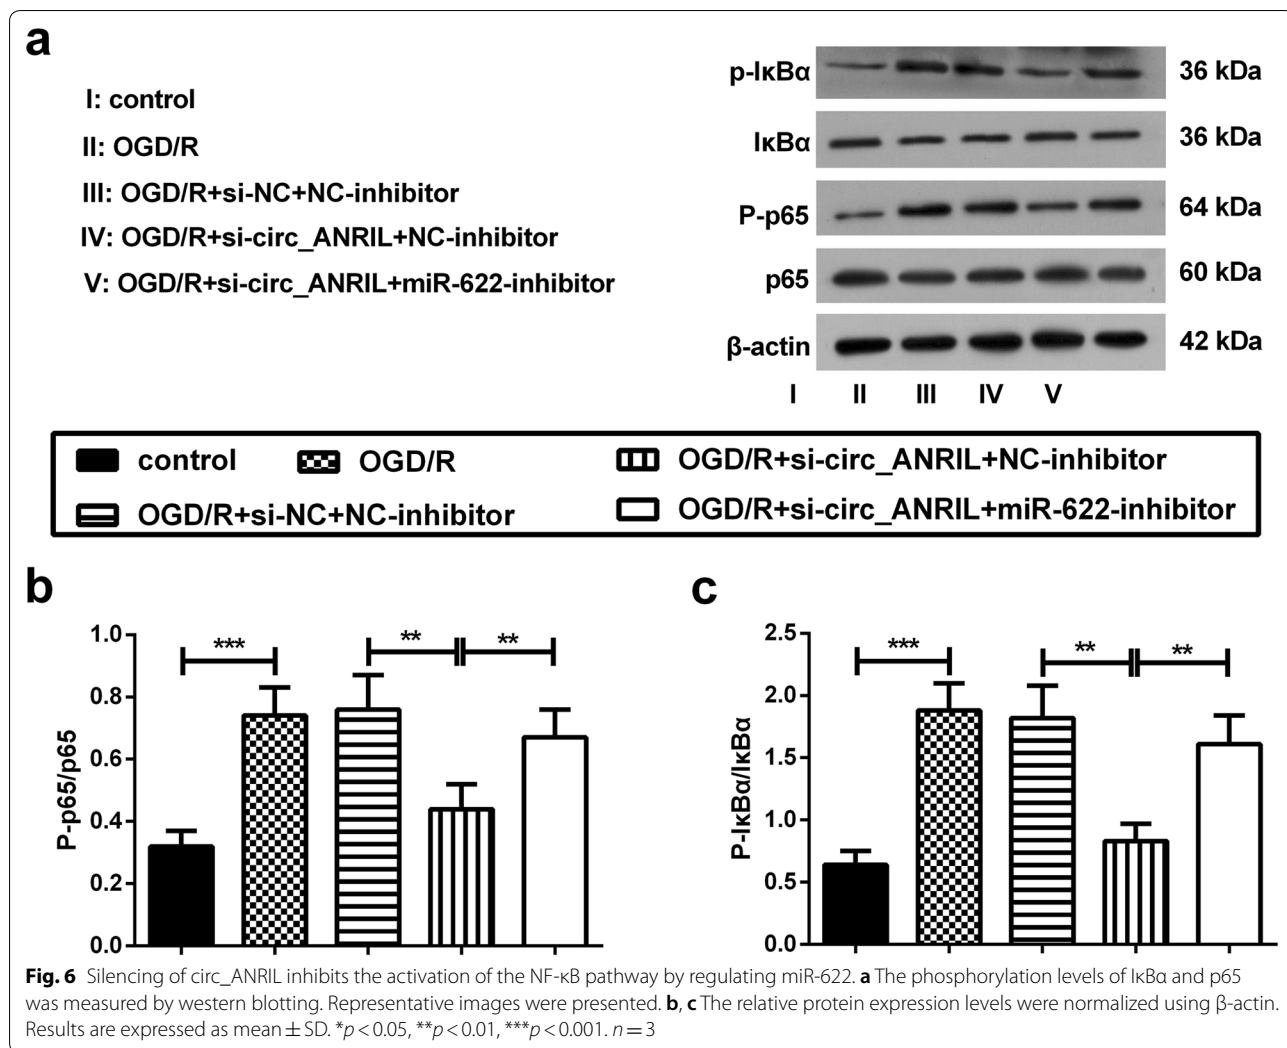 a
I: control
II: OGD/R
III: OGD/R+si-NC+NC-inhibitor
IV: OGD/R+si-circ_ANRIL+NC-inhibitor
V: OGD/R+si-circ_ANRIL+miR-622-inhibitor
p-IκBα 36 kDa
IκBα 36 kDa
P-p65 64 kDa
p65 60 kDa
β-actin 42 kDa
I II III IV V
control OGD/R OGD/R+si-circ_ANRIL+NC-inhibitor
OGD/R+si-NC+NC-inhibitor OGD/R+si-circ_ANRIL+miR-622-inhibitor
b
P-p65/p65
1.0
0.8
0.6
0.4
0.2
0.0
*** ** **
c
P-IκBα/IκBα
2.5
2.0
1.5
1.0
0.5
0.0
*** ** **
Fig. 6 Silencing of circ_ANRIL inhibits the activation of the NF-κB pathway by regulating miR-622. a The phosphorylation levels of IκBα and p65
was measured by western blotting. Representative images were presented. b, c The relative protein expression levels were normalized using β-actin.
Results are expressed as mean ± SD. *p < 0.05, **p < 0.01, ***p < 0.001. n = 3